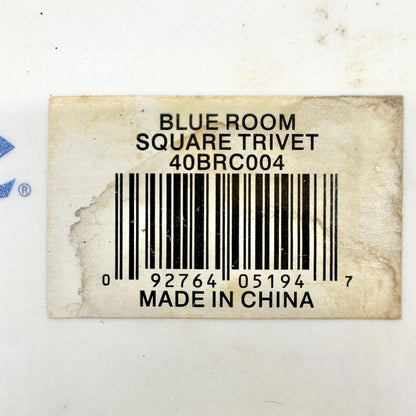 BLUE ROOM
SQUARE TRIVET
40BRC004
0 92764 05194 7
MADE IN CHINA
®